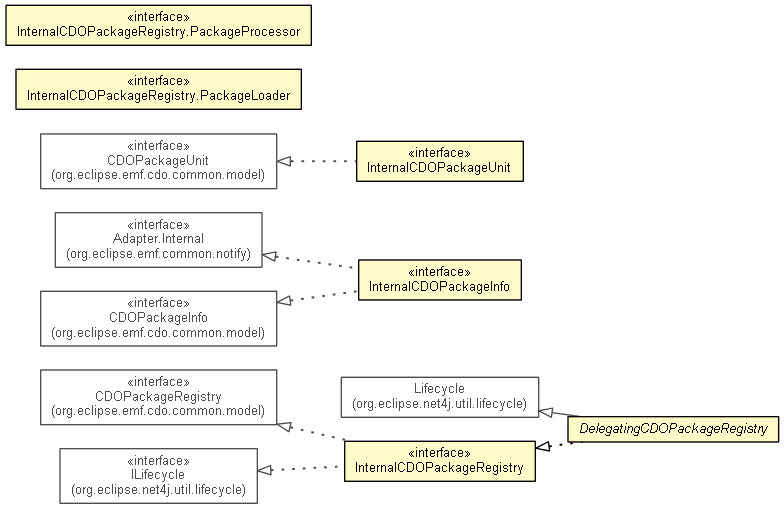 «interface»
InternalCDOPackageRegistry.PackageProcessor
«interface»
InternalCDOPackageRegistry.PackageLoader
«interface»
CDOPackageUnit
(org.eclipse.emf.cdo.common.model)
«interface»
InternalCDOPackageUnit
«interface»
Adapter.Internal
(org.eclipse.emf.common.notify)
«interface»
InternalCDOPackageInfo
«interface»
CDOPackageInfo
(org.eclipse.emf.cdo.common.model)
«interface»
CDOPackageRegistry
(org.eclipse.emf.cdo.common.model)
Lifecycle
(org.eclipse.net4j.util.lifecycle)
DelegatingCDOPackageRegistry
«interface»
InternalCDOPackageRegistry
«interface»
ILifecycle
(org.eclipse.net4j.util.lifecycle)